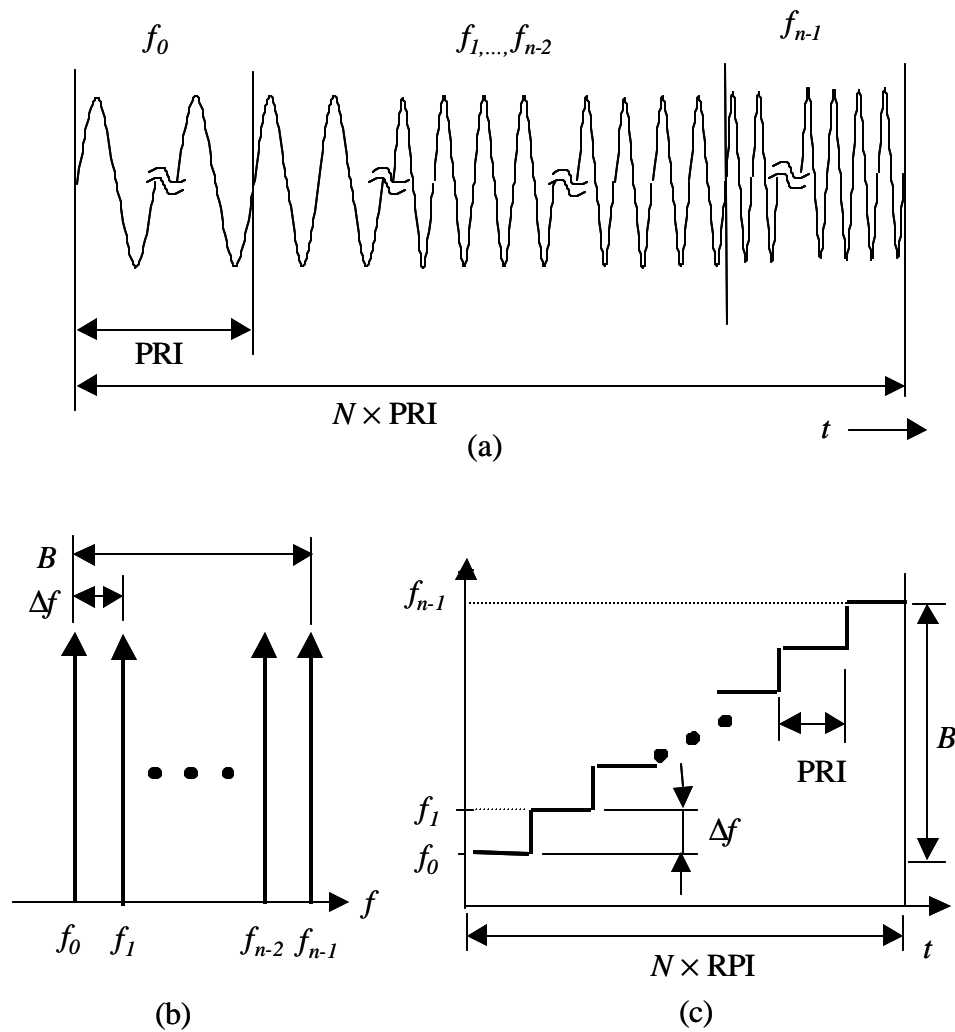 f0 f1,...,fn-2 fn-1
PRI
N × PRI
t
(a)
B
Δf
f
f0 f1 fn-2 fn-1
(b)
fn-1
f1
f0
Δf
PRI
B
N × RPI
t
(c)